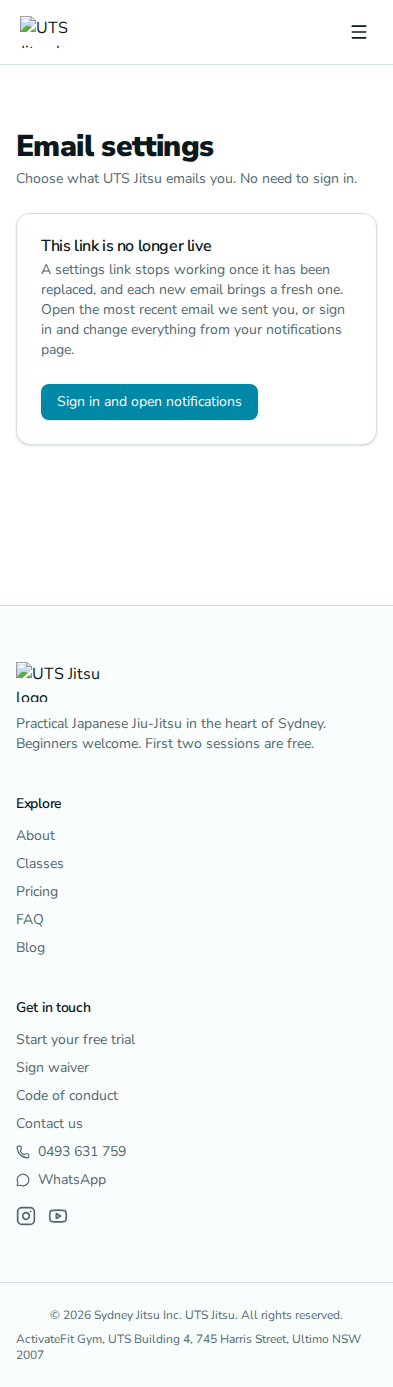 UTS
Email settings
Choose what UTS Jitsu emails you. No need to sign in.
This link is no longer live
A settings link stops working once it has been
replaced, and each new email brings a fresh one.
Open the most recent email we sent you, or sign
in and change everything from your notifications
page.
Sign in and open notifications
UTS Jitsu
logo
Practical Japanese Jiu-Jitsu in the heart of Sydney.
Beginners welcome. First two sessions are free.
Explore
About
Classes
Pricing
FAQ
Blog
Get in touch
Start your free trial
Sign waiver
Code of conduct
Contact us
0493 631 759
WhatsApp
© 2026 Sydney Jitsu Inc. UTS Jitsu. All rights reserved.
ActivateFit Gym, UTS Building 4, 745 Harris Street, Ultimo NSW
2007